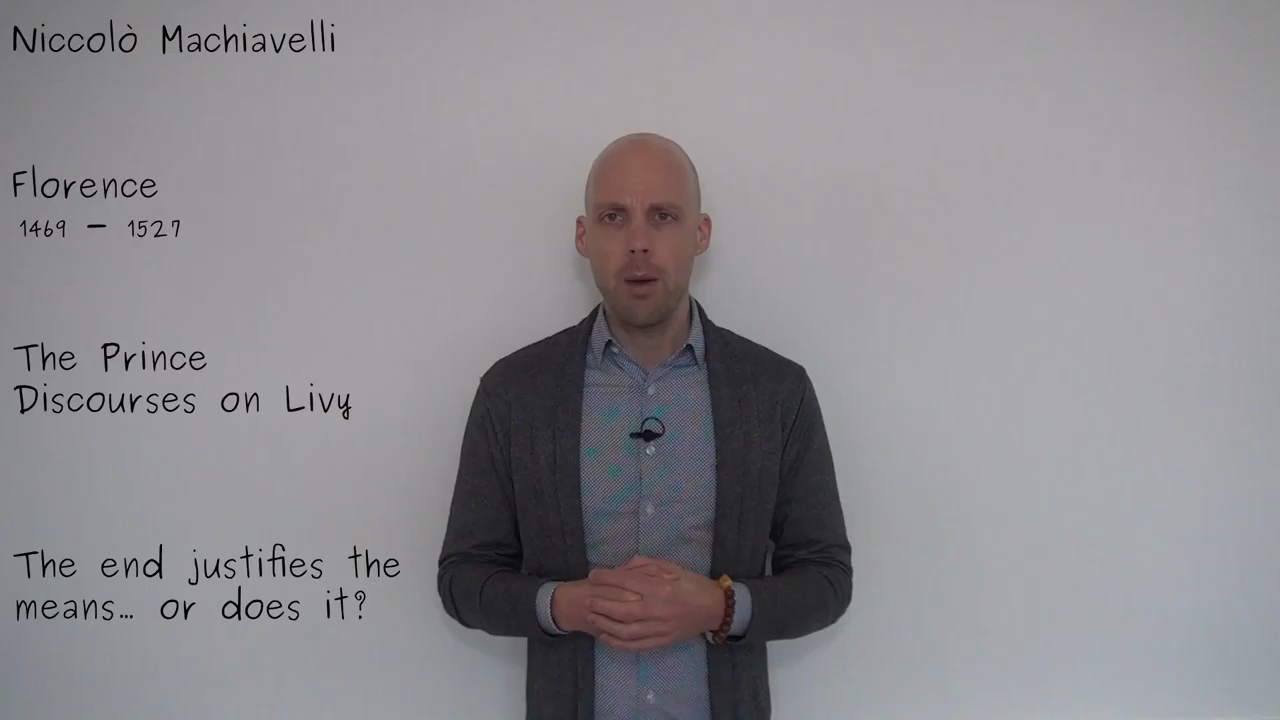 Niccolò Machiavelli
Florence
1469 – 1527
The Prince
Discourses on Livy
The end justifies the
means... or does it?